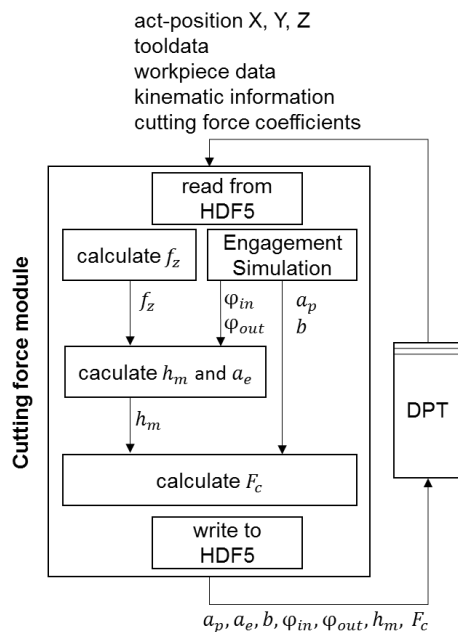 act-position X, Y, Z
tooldata
workpiece data
kinematic information
cutting force coefficients
Cutting force module
read from
HDF5
calculate f_z
Engagement
Simulation
f_z
φ_in
φ_out
a_p
b
caculate h_m and a_e
h_m
calculate F_c
write to
HDF5
DPT
a_p, a_e, b, φ_in, φ_out, h_m, F_c